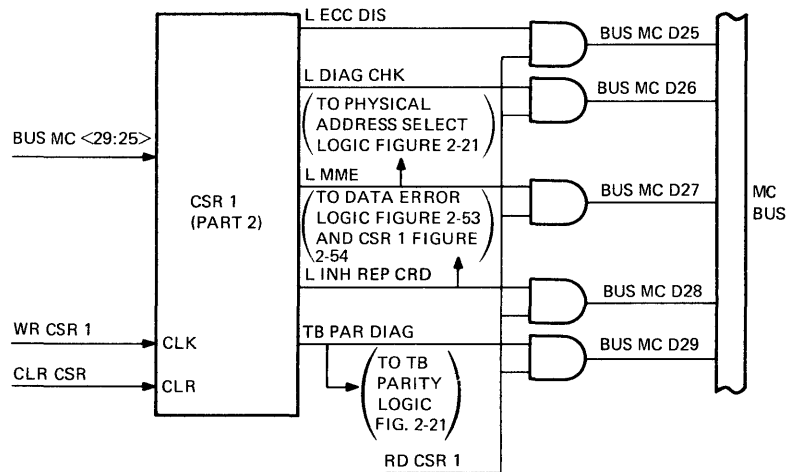 L ECC DIS
BUS MC D25
L DIAG CHK
BUS MC D26
(TO PHYSICAL
ADDRESS SELECT
LOGIC FIGURE 2-21)
BUS MC <29:25>
L MME
BUS MC D27
MC
BUS
CSR 1
(PART 2)
(TO DATA ERROR
LOGIC FIGURE 2-53
AND CSR 1 FIGURE
2-54)
L INH REP CRD
BUS MC D28
WR CSR 1
CLK
TB PAR DIAG
BUS MC D29
CLR CSR
CLR
(TO TB
PARITY
LOGIC
FIG. 2-21)
RD CSR 1